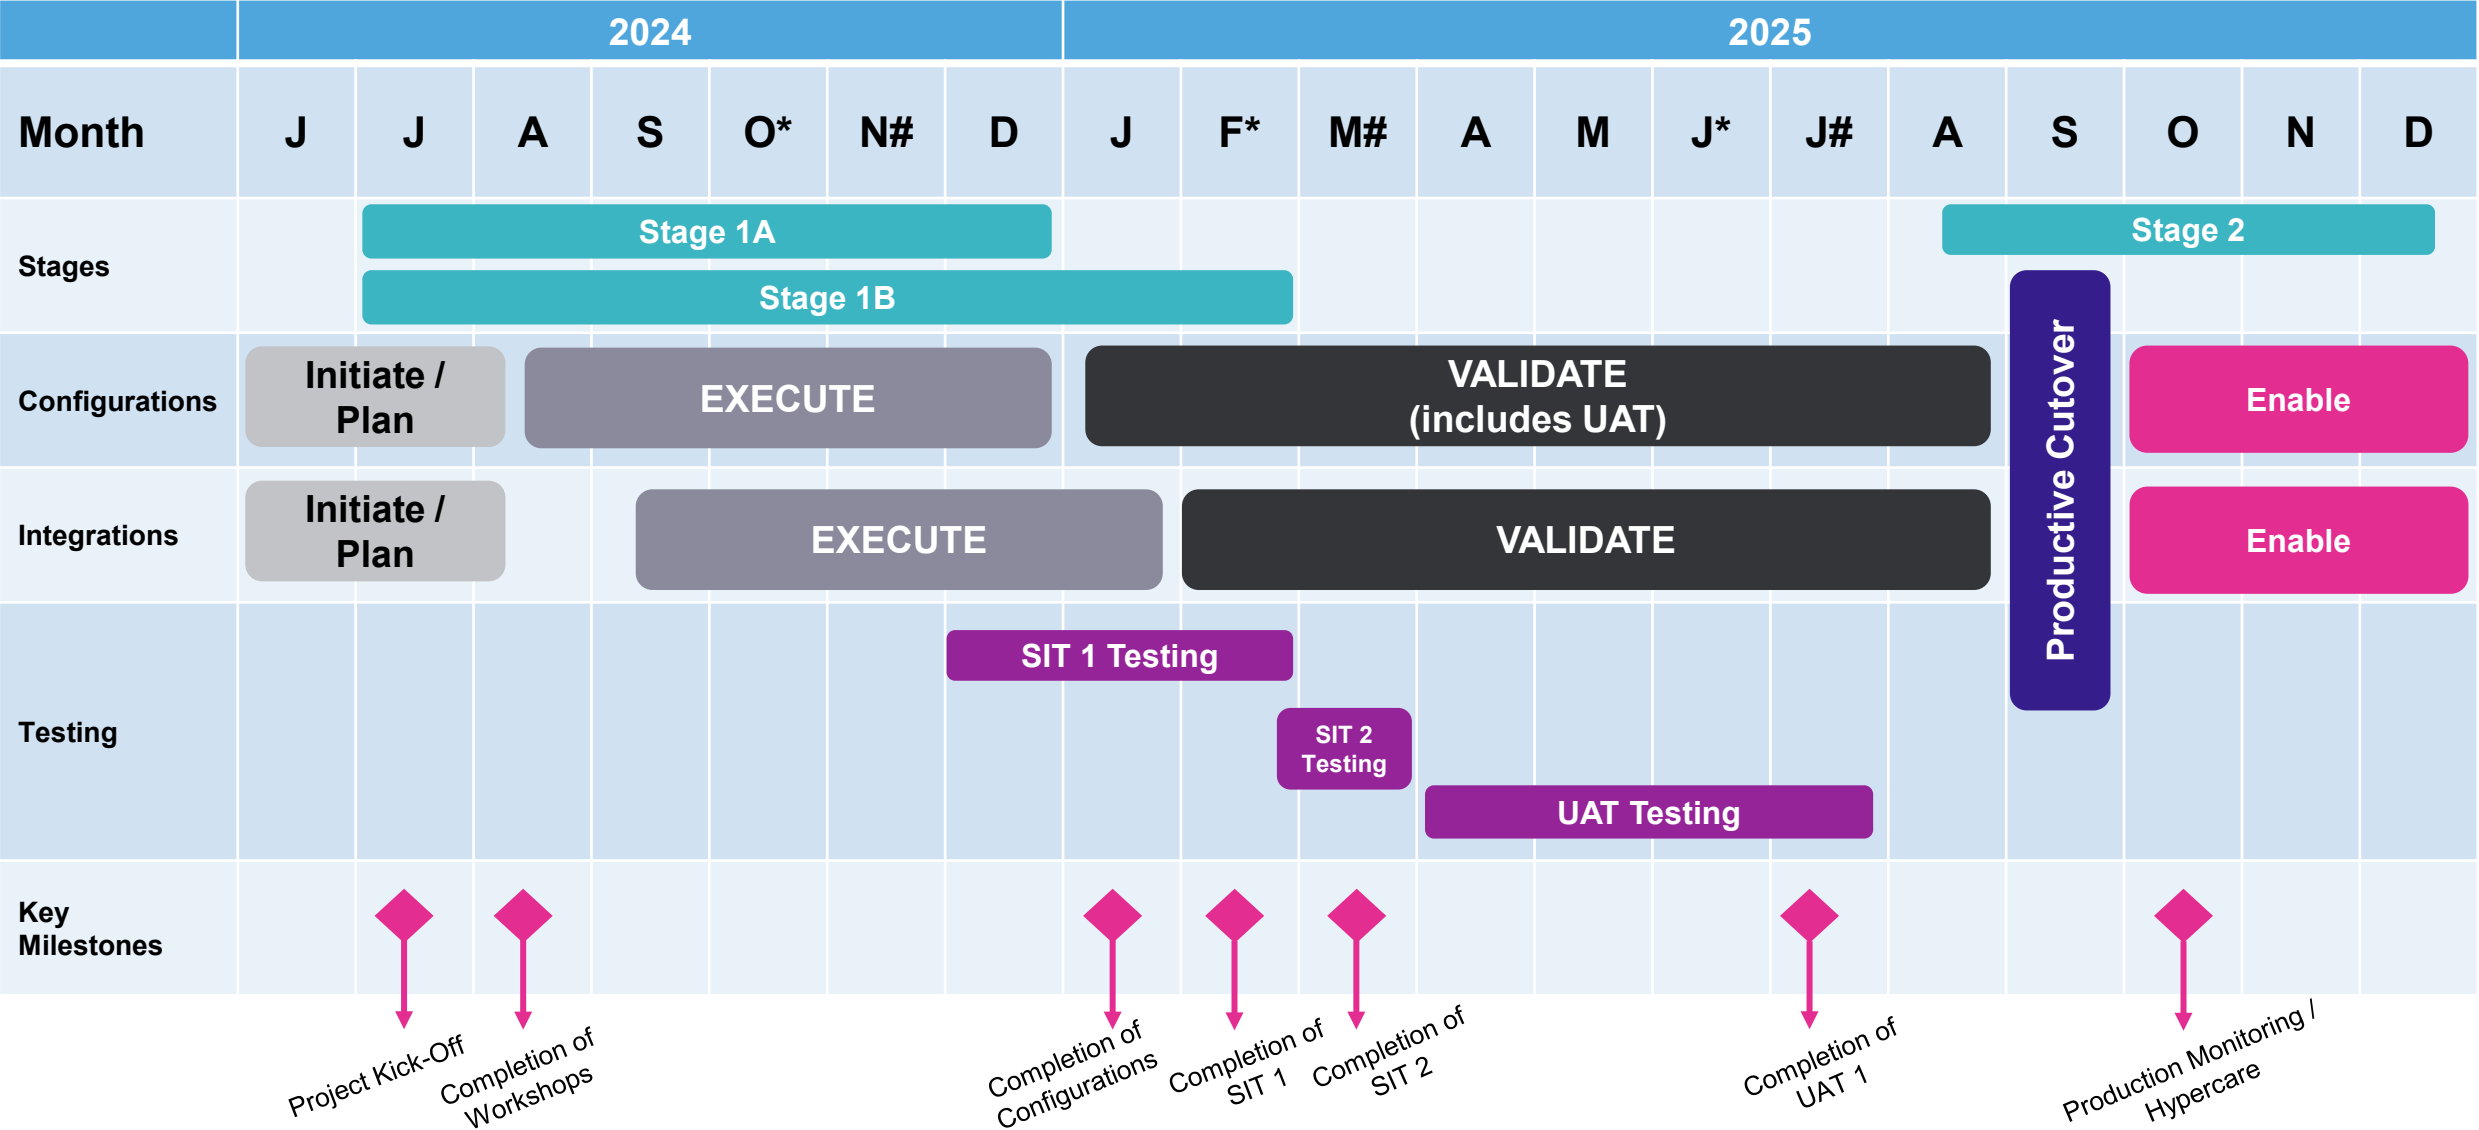 2024
2025
Month
J
J
A
S
O*
N#
D
J
F*
M#
A
M
J*
J#
A
S
O
N
D
Stages
Stage 1A
Stage 2
Stage 1B
Configurations
Initiate /
Plan
EXECUTE
VALIDATE
(includes UAT)
Enable
Productive Cutover
Integrations
Initiate /
Plan
EXECUTE
VALIDATE
Enable
Testing
SIT 1 Testing
SIT 2
Testing
UAT Testing
Key
Milestones
Project Kick-Off
Completion of
Workshops
Completion of
Configurations
Completion of
SIT 1
Completion of
SIT 2
Completion of
UAT 1
Production Monitoring /
Hypercare